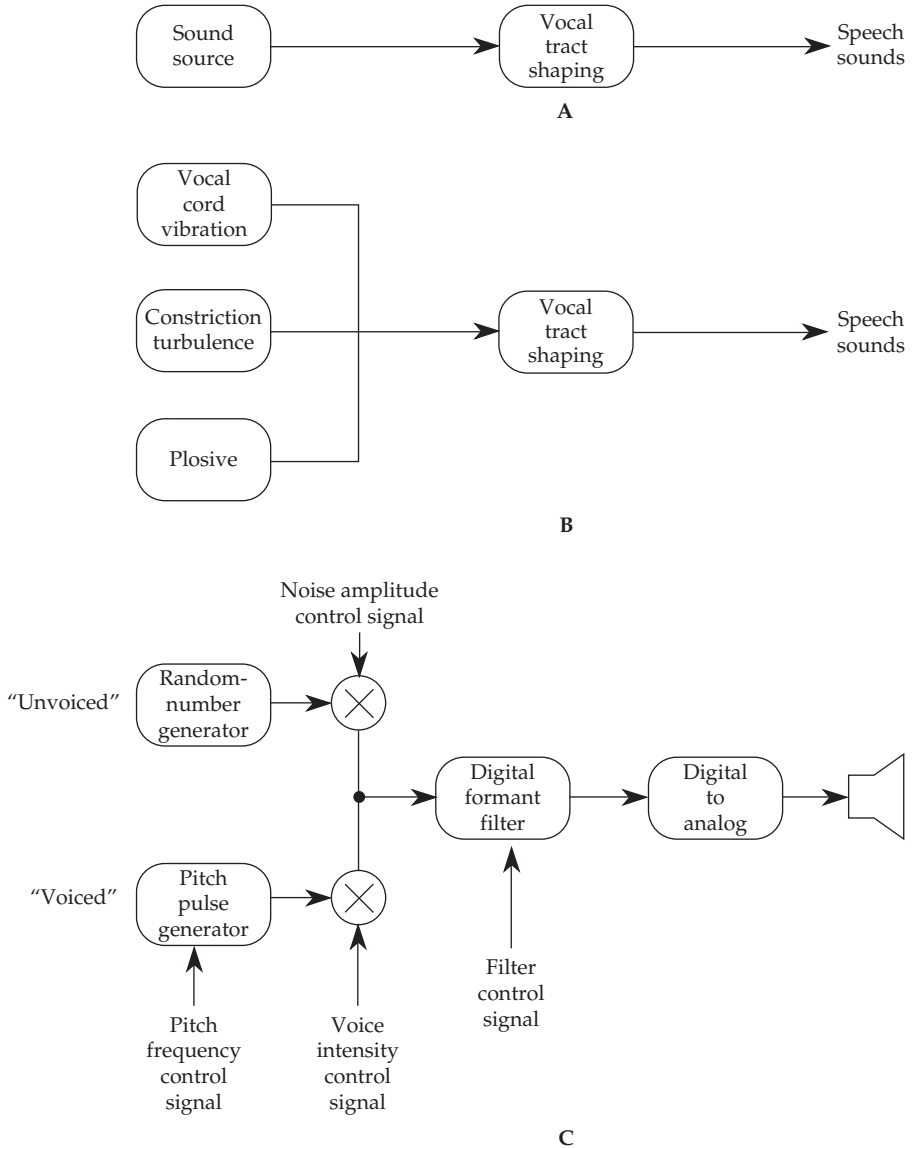 Sound
source
Vocal
tract
shaping
Speech
sounds
A
Vocal
cord
vibration
Constriction
turbulence
Vocal
tract
shaping
Speech
sounds
Plosive
B
Noise amplitude
control signal
“Unvoiced”
Random-
number
generator
Digital
formant
filter
Digital
to
analog
“Voiced”
Pitch
pulse
generator
Pitch
frequency
control
signal
Voice
intensity
control
signal
Filter
control
signal
C